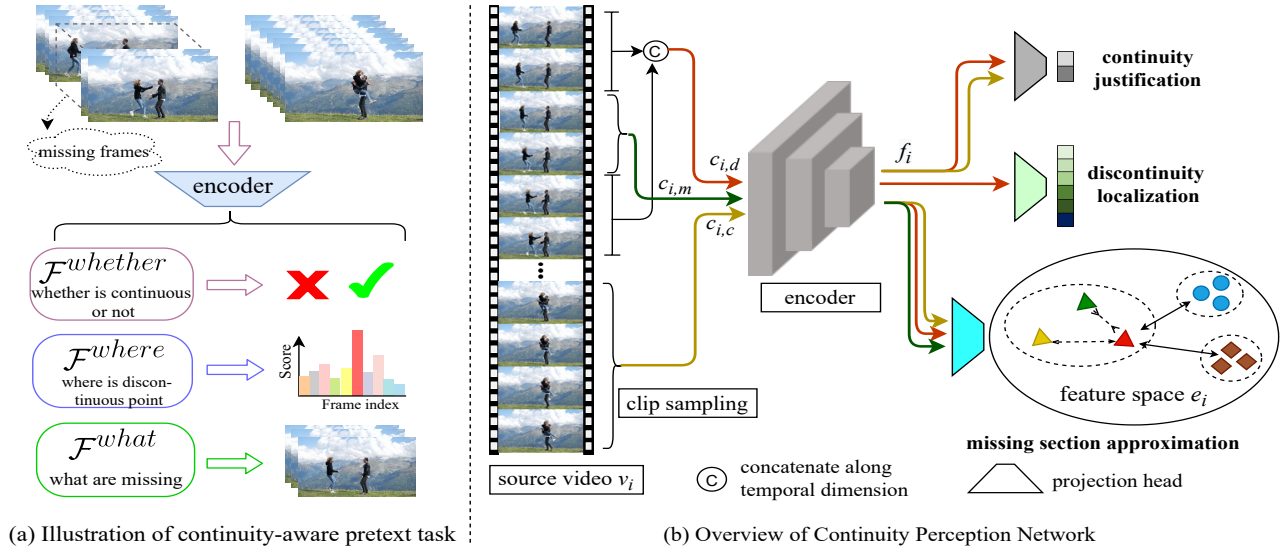 missing frames
encoder
F^whether
whether is continuous
or not
F^where
where is discon-
tinuous point
Score
Frame index
F^what
what are missing
(a) Illustration of continuity-aware pretext task
C
c_{i,d}
c_{i,m}
c_{i,c}
clip sampling
source video v_i
C
concatenate along
temporal dimension
encoder
f_i
continuity
justification
discontinuity
localization
feature space e_i
missing section approximation
projection head
(b) Overview of Continuity Perception Network